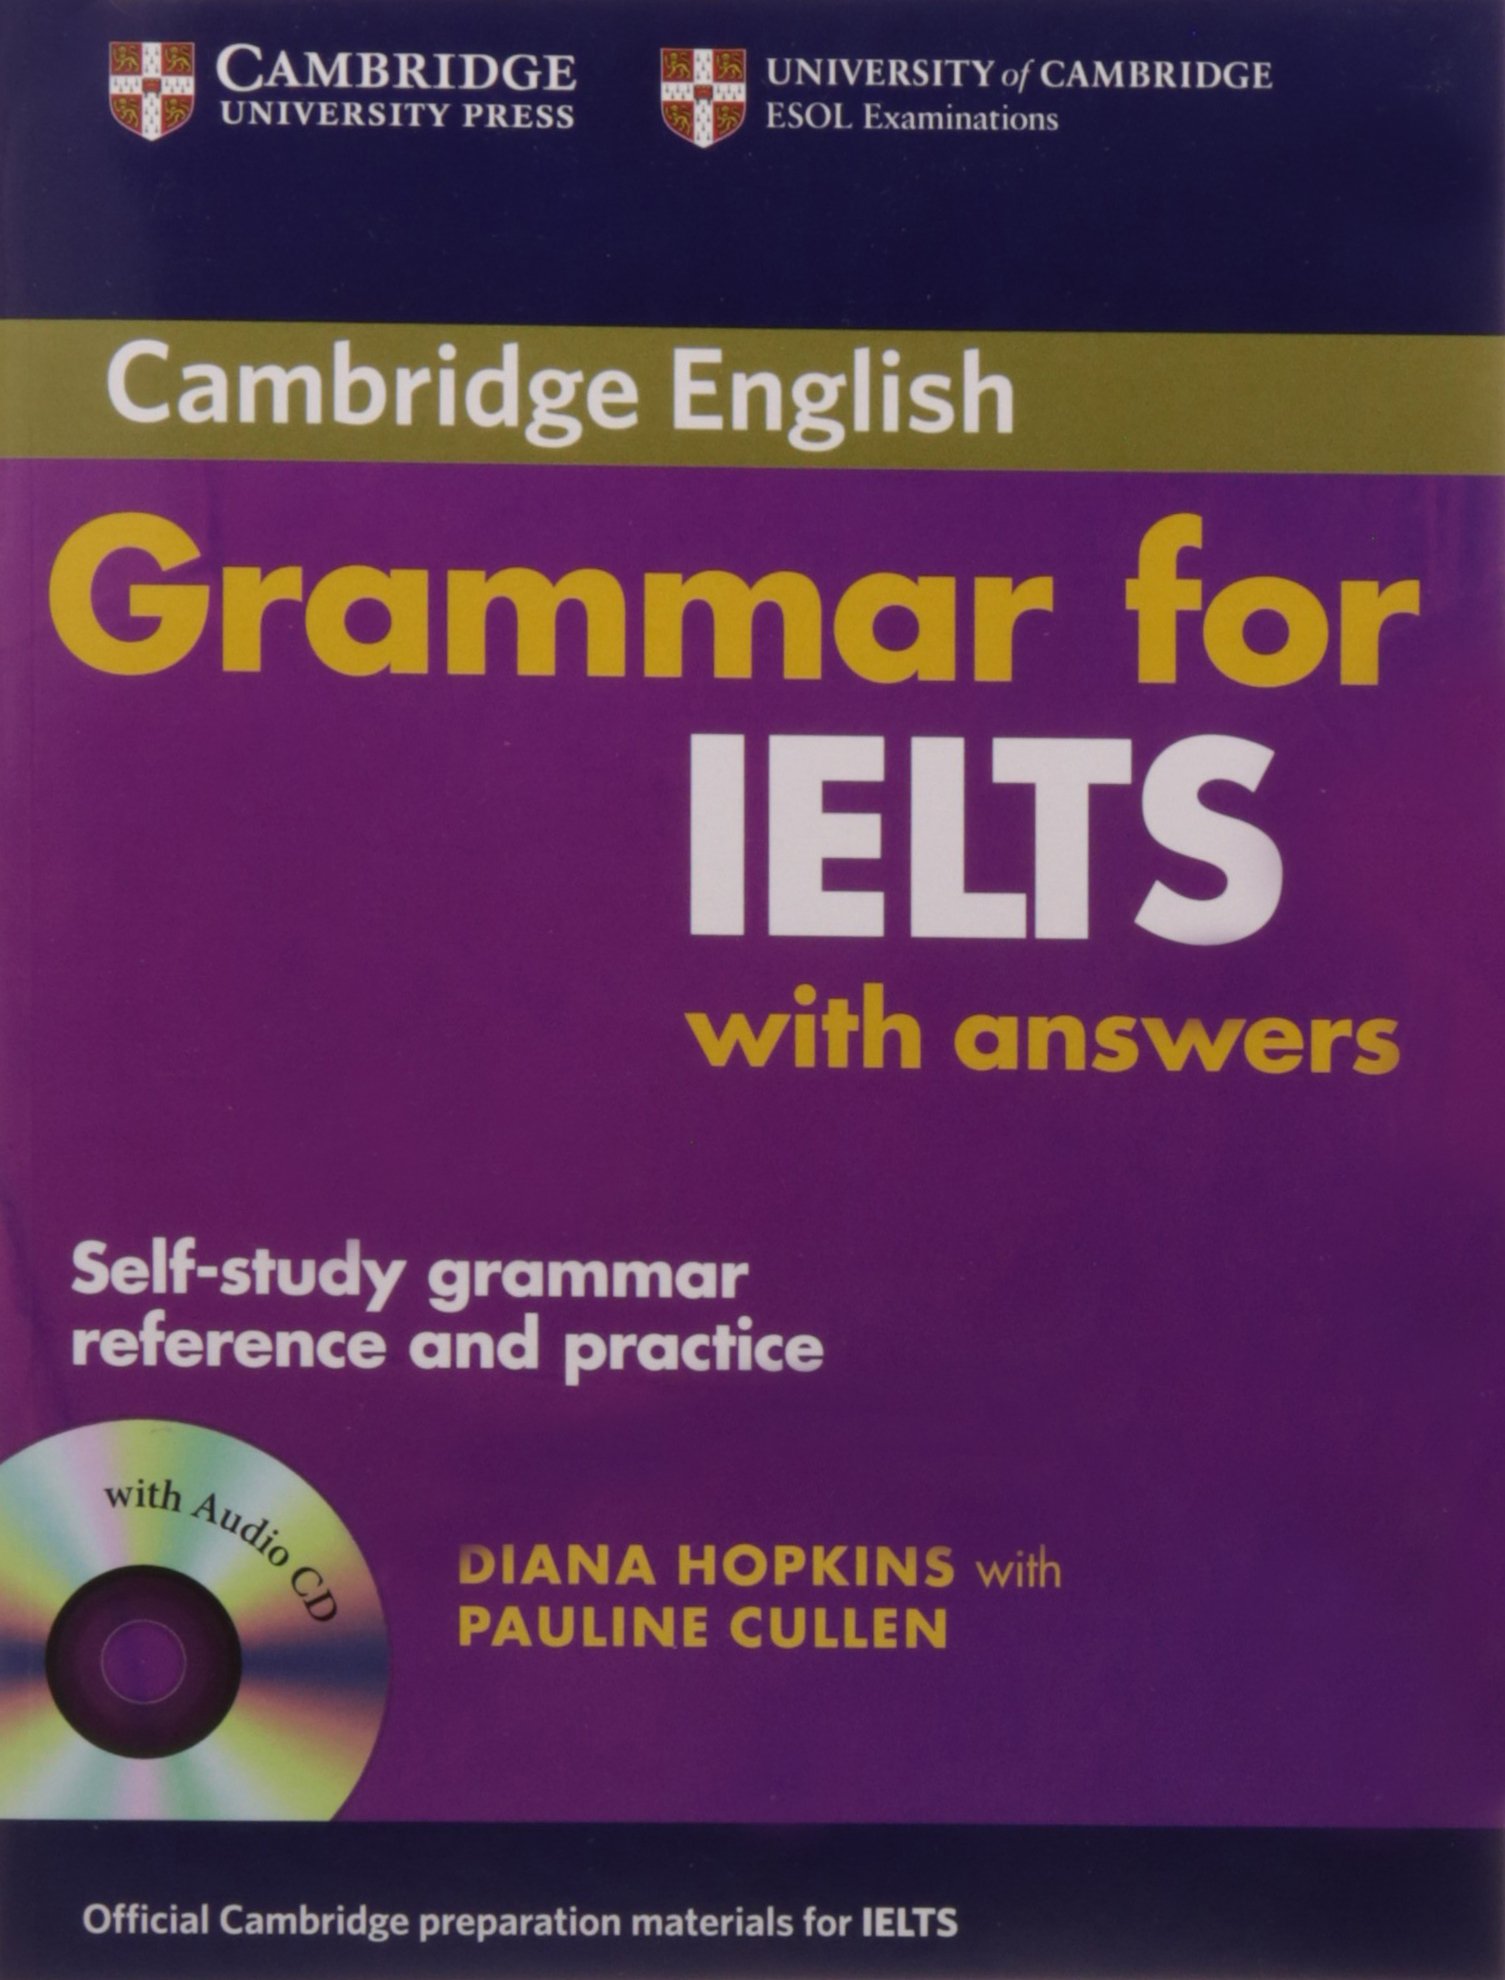 CAMBRIDGE
UNIVERSITY PRESS
UNIVERSITY of CAMBRIDGE
ESOL Examinations
Cambridge English
Grammar for
IELTS
with answers
Self-study grammar
reference and practice
with Audio CD
DIANA HOPKINS with
PAULINE CULLEN
Official Cambridge preparation materials for IELTS